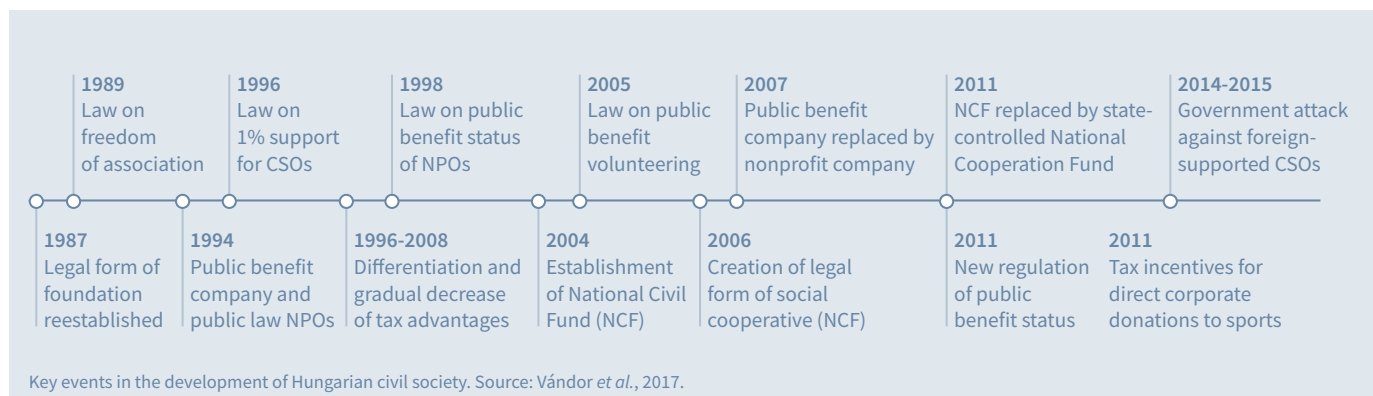 1989
Law on
freedom
of association
1996
Law on
1% support
for CSOs
1998
Law on public
benefit status
of NPOs
2005
Law on public
benefit
volunteering
2007
Public benefit
company replaced by
nonprofit company
2011
NCF replaced by state-
controlled National
Cooperation Fund
2014-2015
Government attack
against foreign-
supported CSOs
1987
Legal form of
foundation
reestablished
1994
Public benefit
company and
public law NPOs
1996-2008
Differentiation and
gradual decrease
of tax advantages
2004
Establishment
of National Civil
Fund (NCF)
2006
Creation of legal
form of social
cooperative (NCF)
2011
New regulation
of public
benefit status
2011
Tax incentives for
direct corporate
donations to sports
Key events in the development of Hungarian civil society. Source: Vándor et al., 2017.